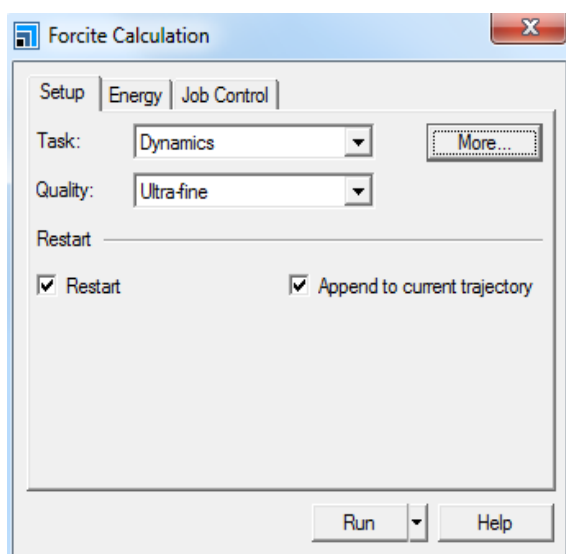 Forcite Calculation
Setup Energy Job Control
Task: Dynamics More...
Quality: Ultra-fine
Restart
Restart Append to current trajectory
Run Help